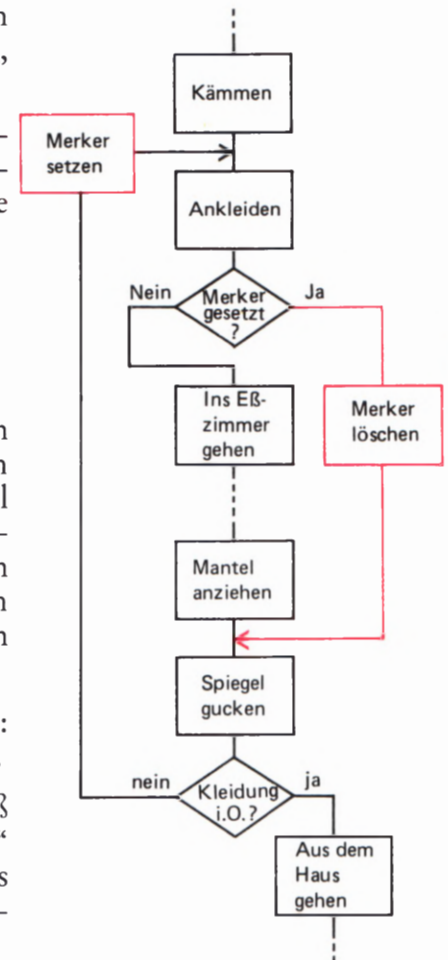 Kämmen
Merker
setzen
Ankleiden
Nein
Merker
gesetzt
?
Ja
Ins Eß-
zimmer
gehen
Merker
löschen
Mantel
anziehen
Spiegel
gucken
nein
Kleidung
i.O.?
ja
Aus dem
Haus
gehen